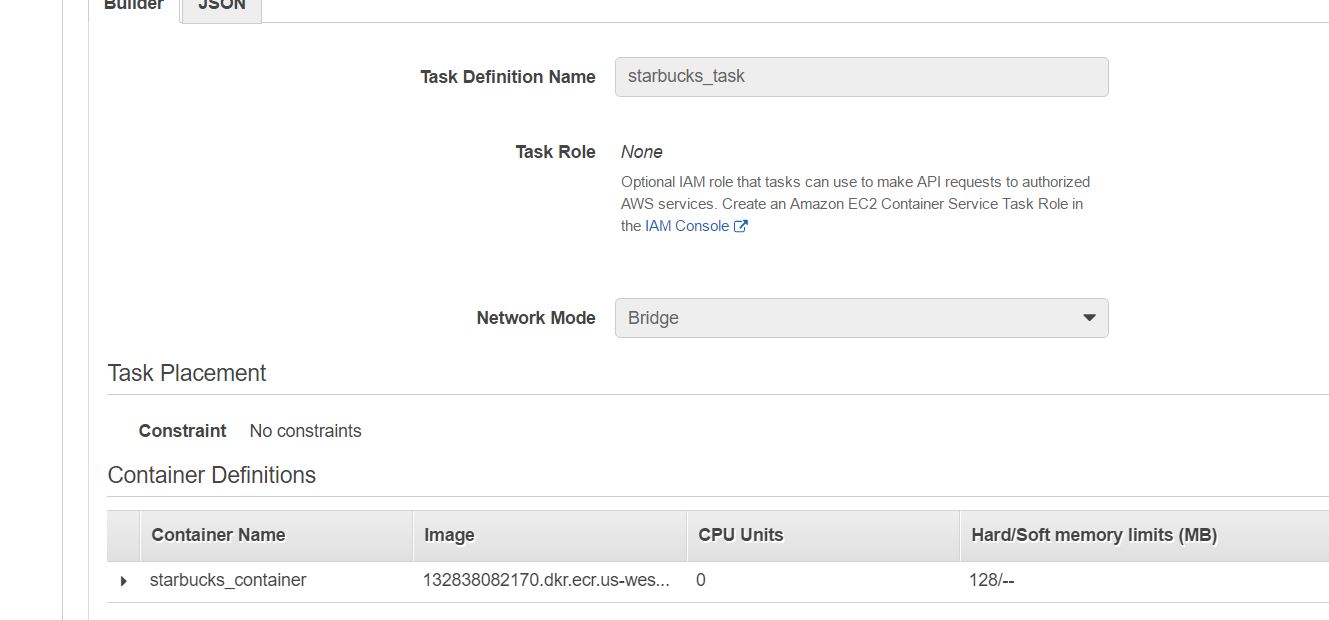 Builder JSON
Task Definition Name starbucks_task
Task Role None
Optional IAM role that tasks can use to make API requests to authorized
AWS services. Create an Amazon EC2 Container Service Task Role in
the IAM Console
Network Mode Bridge
Task Placement
Constraint No constraints
Container Definitions
Container Name Image CPU Units Hard/Soft memory limits (MB)
starbucks_container 132838082170.dkr.ecr.us-wes... 0 128/--